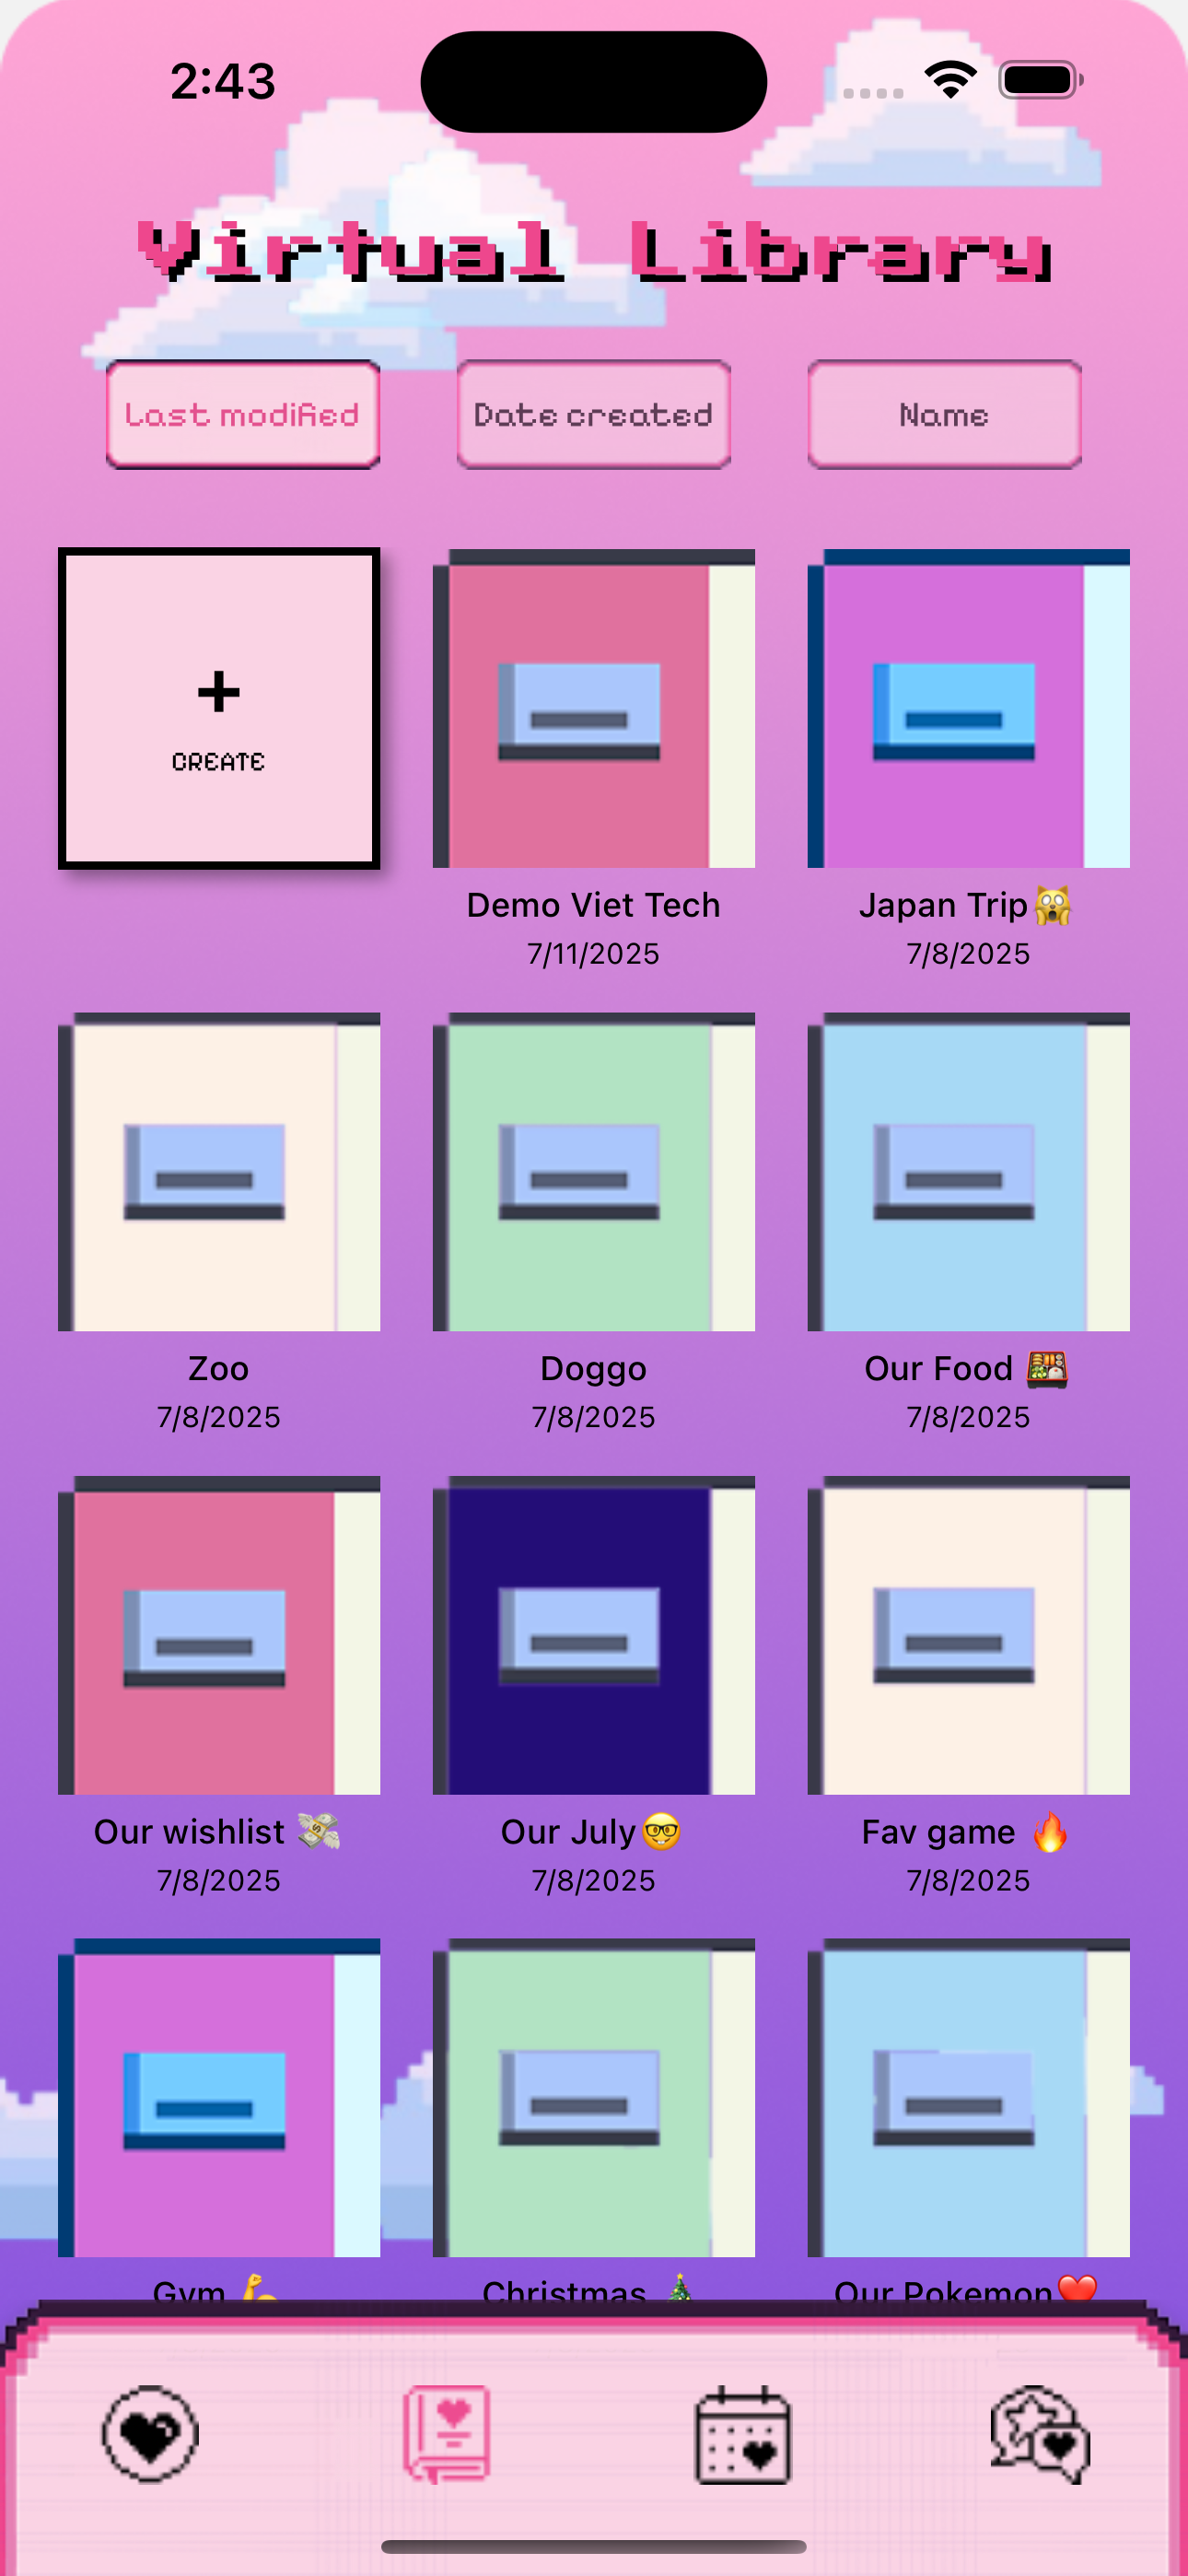 2:43
Virtual Library
Last modified Date created Name
+
CREATE
Demo Viet Tech Japan Trip🙀
7/11/2025 7/8/2025
Zoo Doggo Our Food 🍱
7/8/2025 7/8/2025 7/8/2025
Our wishlist 💸 Our July🤓 Fav game 🔥
7/8/2025 7/8/2025 7/8/2025
Gym 💪 Christmas 🎄 Our Pokemon❤️